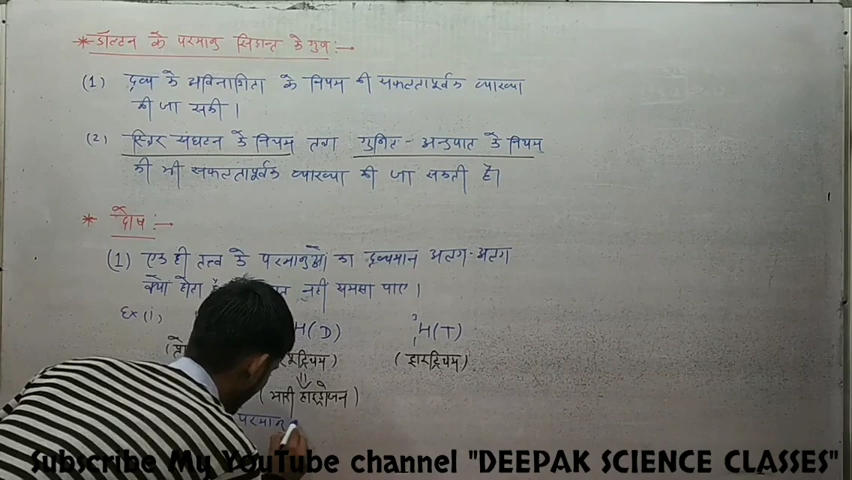 * डॉल्टन के परमाणु सिद्धान्त के गुण :-
(1) द्रव्य के अविनाशिता के नियम की सफलतापूर्वक व्याख्या
की जा सकी ।
(2) स्थिर संघटन के नियम तथा गुणित - अनुपात के नियम
की भी सफलतापूर्वक व्याख्या की जा सकती है।
* दोष :-
(1) एक ही तत्व के परमाणुओं का द्रव्यमान अलग-अलग
क्यों होता नहीं समझा पाए ।
Ex (i), H (D) ³₁H (T)
(ट्राइट्रियम)
(भारी हाइड्रोजन)
परमाणु
Subscribe My YouTube channel "DEEPAK SCIENCE CLASSES"